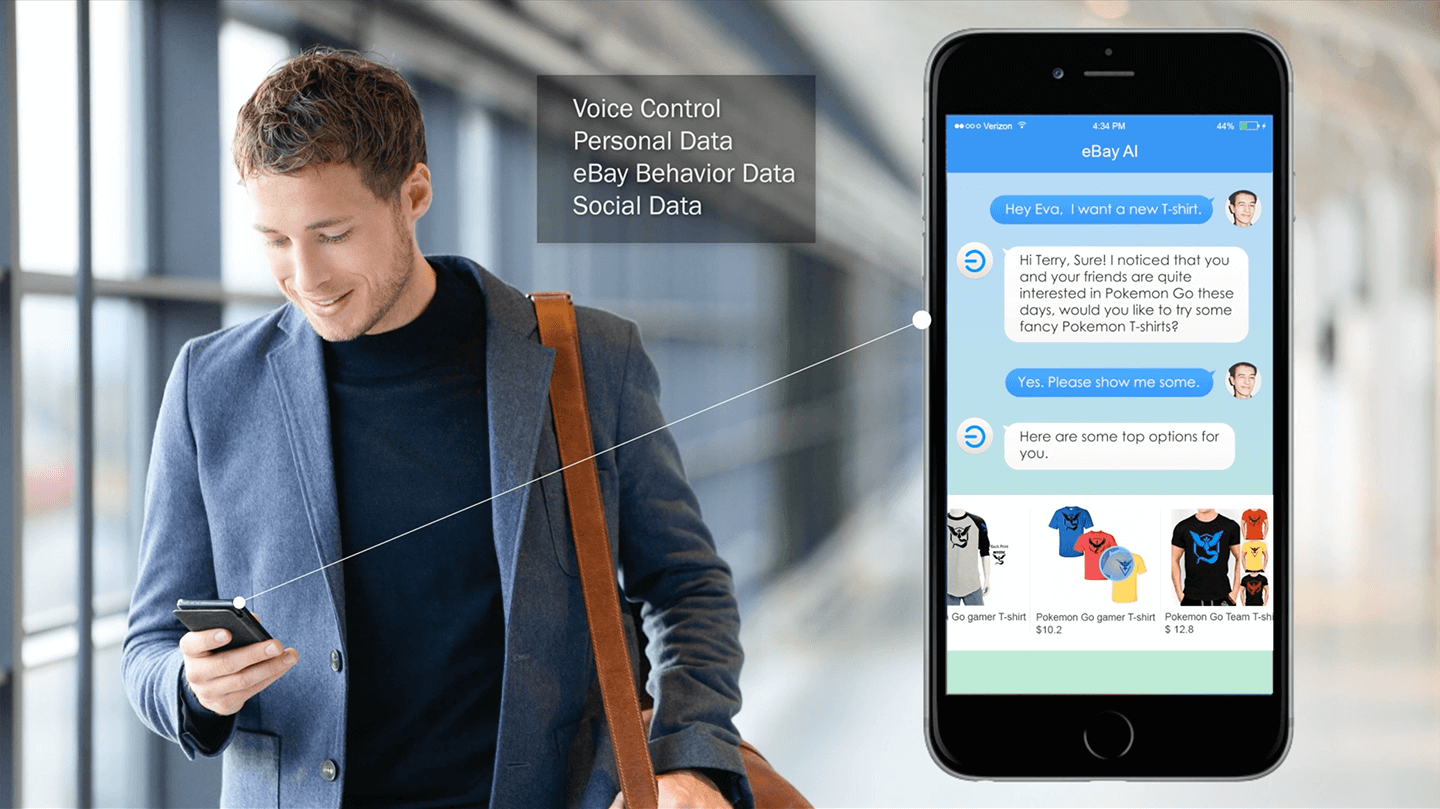 Voice Control
Personal Data
eBay Behavior Data
Social Data
Verizon
4:34 PM
44%
eBay AI
Hey Eva, I want a new T-shirt.
Hi Terry, Sure! I noticed that you
and your friends are quite
interested in Pokemon Go these
days, would you like to try some
fancy Pokemon T-shirts?
Yes. Please show me some.
Here are some top options for
you.
Go gamer T-shirt
Pokemon Go gamer T-shirt
$10.2
Pokemon Go Team T-shi
$ 12.8